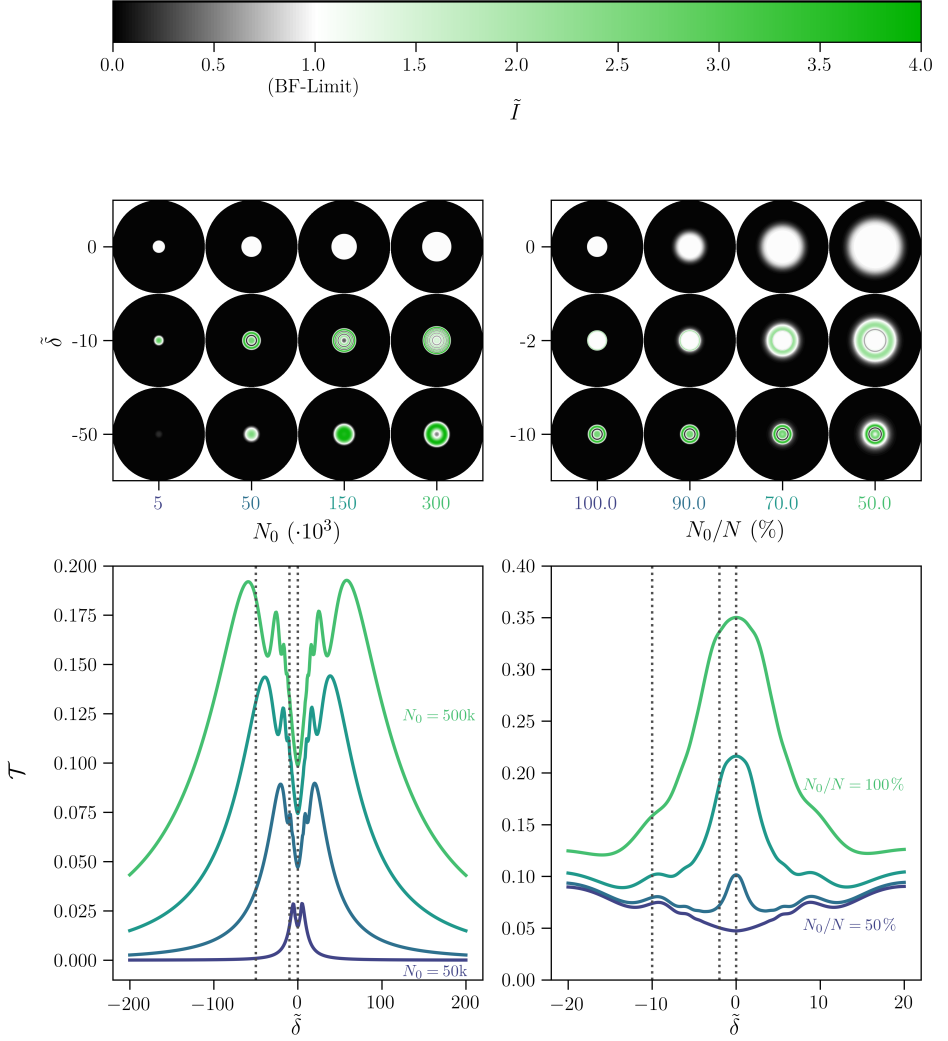 0.0 0.5 1.0 1.5 2.0 2.5 3.0 3.5 4.0
(BF-Limit)
Ĩ
0
-10
-50
δ̃
5 50 150 300
N₀ (·10³)
0
-2
-10
100.0 90.0 70.0 50.0
N₀/N (%)
0.200
0.175
0.150
0.125
0.100
0.075
0.050
0.025
0.000
𝒯
N₀ = 500k
N₀ = 50k
−200 −100 0 100 200
δ̃
0.40
0.35
0.30
0.25
0.20
0.15
0.10
0.05
0.00
N₀/N = 100%
N₀/N = 50%
−20 −10 0 10 20
δ̃